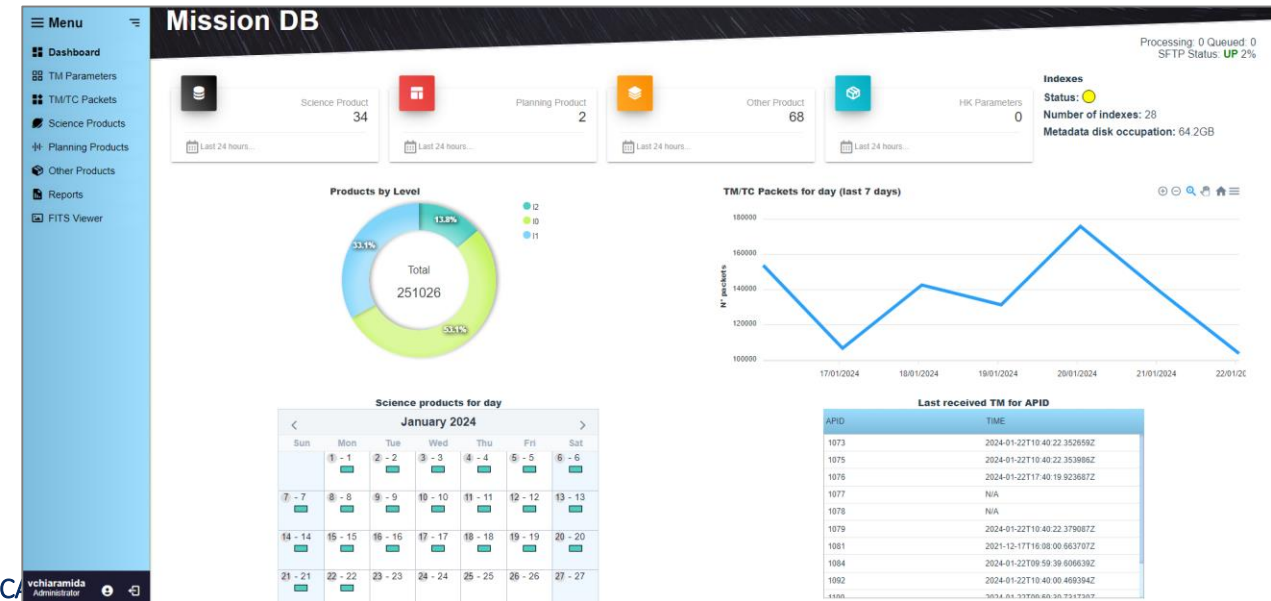 Menu
Mission DB
Processing: 0 Queued: 0
SFTP Status: UP 2%
Dashboard
TM Parameters
TM/TC Packets
Science Products
Planning Products
Other Products
Reports
FITS Viewer
Science Product
34
Last 24 hours...
Planning Product
2
Last 24 hours...
Other Product
68
Last 24 hours...
HK Parameters
0
Last 24 hours...
Indexes
Status:
Number of indexes: 28
Metadata disk occupation: 64.2GB
Products by Level
13.8%
33.1%
53.1%
Total
251026
l2
l0
l1
TM/TC Packets for day (last 7 days)
N° packets
180000
160000
140000
120000
100000
17/01/2024 18/01/2024 19/01/2024 20/01/2024 21/01/2024 22/01/20
Science products for day
January 2024
Sun Mon Tue Wed Thu Fri Sat
1 - 1 2 - 2 3 - 3 4 - 4 5 - 5 6 - 6
7 - 7 8 - 8 9 - 9 10 - 10 11 - 11 12 - 12 13 - 13
14 - 14 15 - 15 16 - 16 17 - 17 18 - 18 19 - 19 20 - 20
21 - 21 22 - 22 23 - 23 24 - 24 25 - 25 26 - 26 27 - 27
Last received TM for APID
APID TIME
1073 2024-01-22T10:40:22.352659Z
1075 2024-01-22T10:40:22.353986Z
1076 2024-01-22T17:40:19.923687Z
1077 N/A
1078 N/A
1079 2024-01-22T10:40:22.379087Z
1081 2021-12-17T16:08:00.663707Z
1084 2024-01-22T09:59:39.606639Z
1092 2024-01-22T10:40:00.469394Z
vchiaramida
Administrator